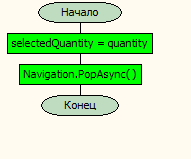 Начало
selectedQuantity = quantity
Navigation.PopAsync()
Конец